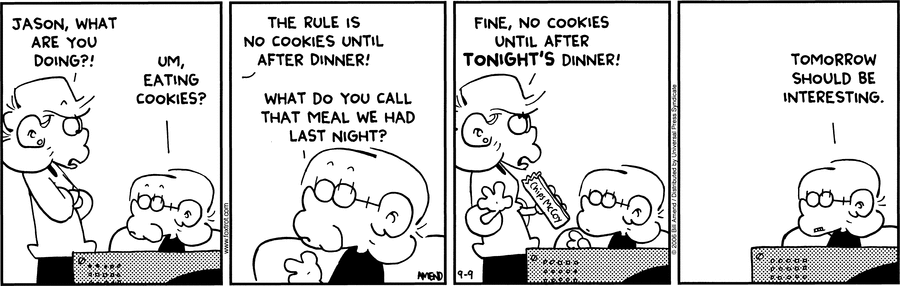 JASON, WHAT
ARE YOU
DOING?!
UM,
EATING
COOKIES?
www.foxtrot.com
THE RULE IS
NO COOKIES UNTIL
AFTER DINNER!
WHAT DO YOU CALL
THAT MEAL WE HAD
LAST NIGHT?
AMEND
FINE, NO COOKIES
UNTIL AFTER
TONIGHT'S DINNER!
Chips McCoy
9-9
© 2006 Bill Amend / Distributed by Universal Press Syndicate
TOMORROW
SHOULD BE
INTERESTING.